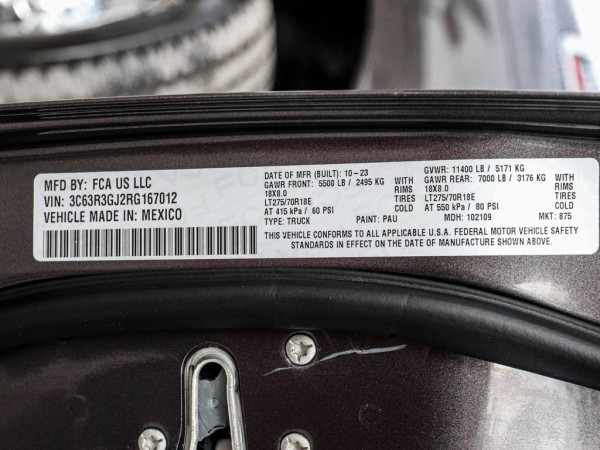 MFD BY: FCA US LLC
VIN: 3C63R3GJ2RG167012
VEHICLE MADE IN: MEXICO
DATE OF MFR (BUILT): 10-23
GAWR FRONT: 5500 LB / 2495 KG WITH
18X8.0 RIMS
LT275/70R18E TIRES
AT 415 kPa / 60 PSI COLD
TYPE: TRUCK PAINT: PAU
GVWR: 11400 LB / 5171 KG
GAWR REAR: 7000 LB / 3176 KG WITH
18X8.0 RIMS
LT275/70R18E TIRES
AT 550 kPa / 80 PSI COLD
MDH: 102109 MKT: 875
THIS VEHICLE CONFORMS TO ALL APPLICABLE U.S.A. FEDERAL MOTOR VEHICLE SAFETY
STANDARDS IN EFFECT ON THE DATE OF MANUFACTURE SHOWN ABOVE.